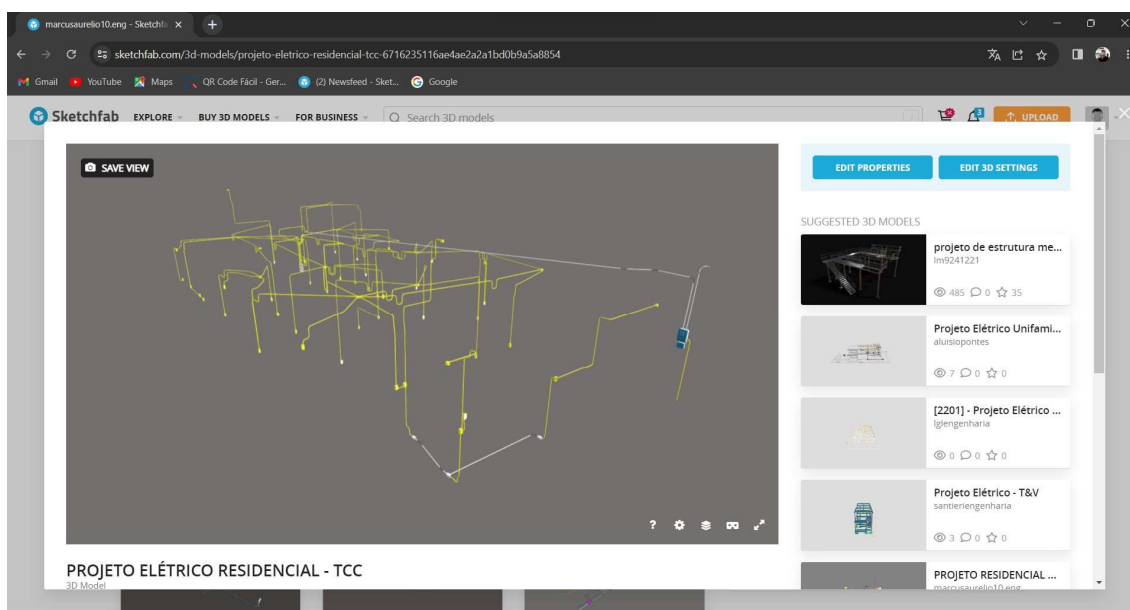 marcusaurelio10.eng - Sketchfa
sketchfab.com/3d-models/projeto-eletrico-residencial-tcc-6716235116ae4ae2a2a1bd0b9a5a8854
Gmail YouTube Maps QR Code Fácil - Ger... (2) Newsfeed - Sket... Google
Sketchfab EXPLORE BUY 3D MODELS FOR BUSINESS Search 3D models / 3 UPLOAD
SAVE VIEW
EDIT PROPERTIES EDIT 3D SETTINGS
SUGGESTED 3D MODELS
projeto de estrutura me...
lm9241221
485 0 35
Projeto Elétrico Unifami...
aluisiopontes
7 0 0
[2201] - Projeto Elétrico ...
lglengenharia
0 0 0
Projeto Elétrico - T&V
santieriengenharia
3 0 0
?
PROJETO ELÉTRICO RESIDENCIAL - TCC
3D Model
PROJETO RESIDENCIAL ...
marcusaurelio10.eng